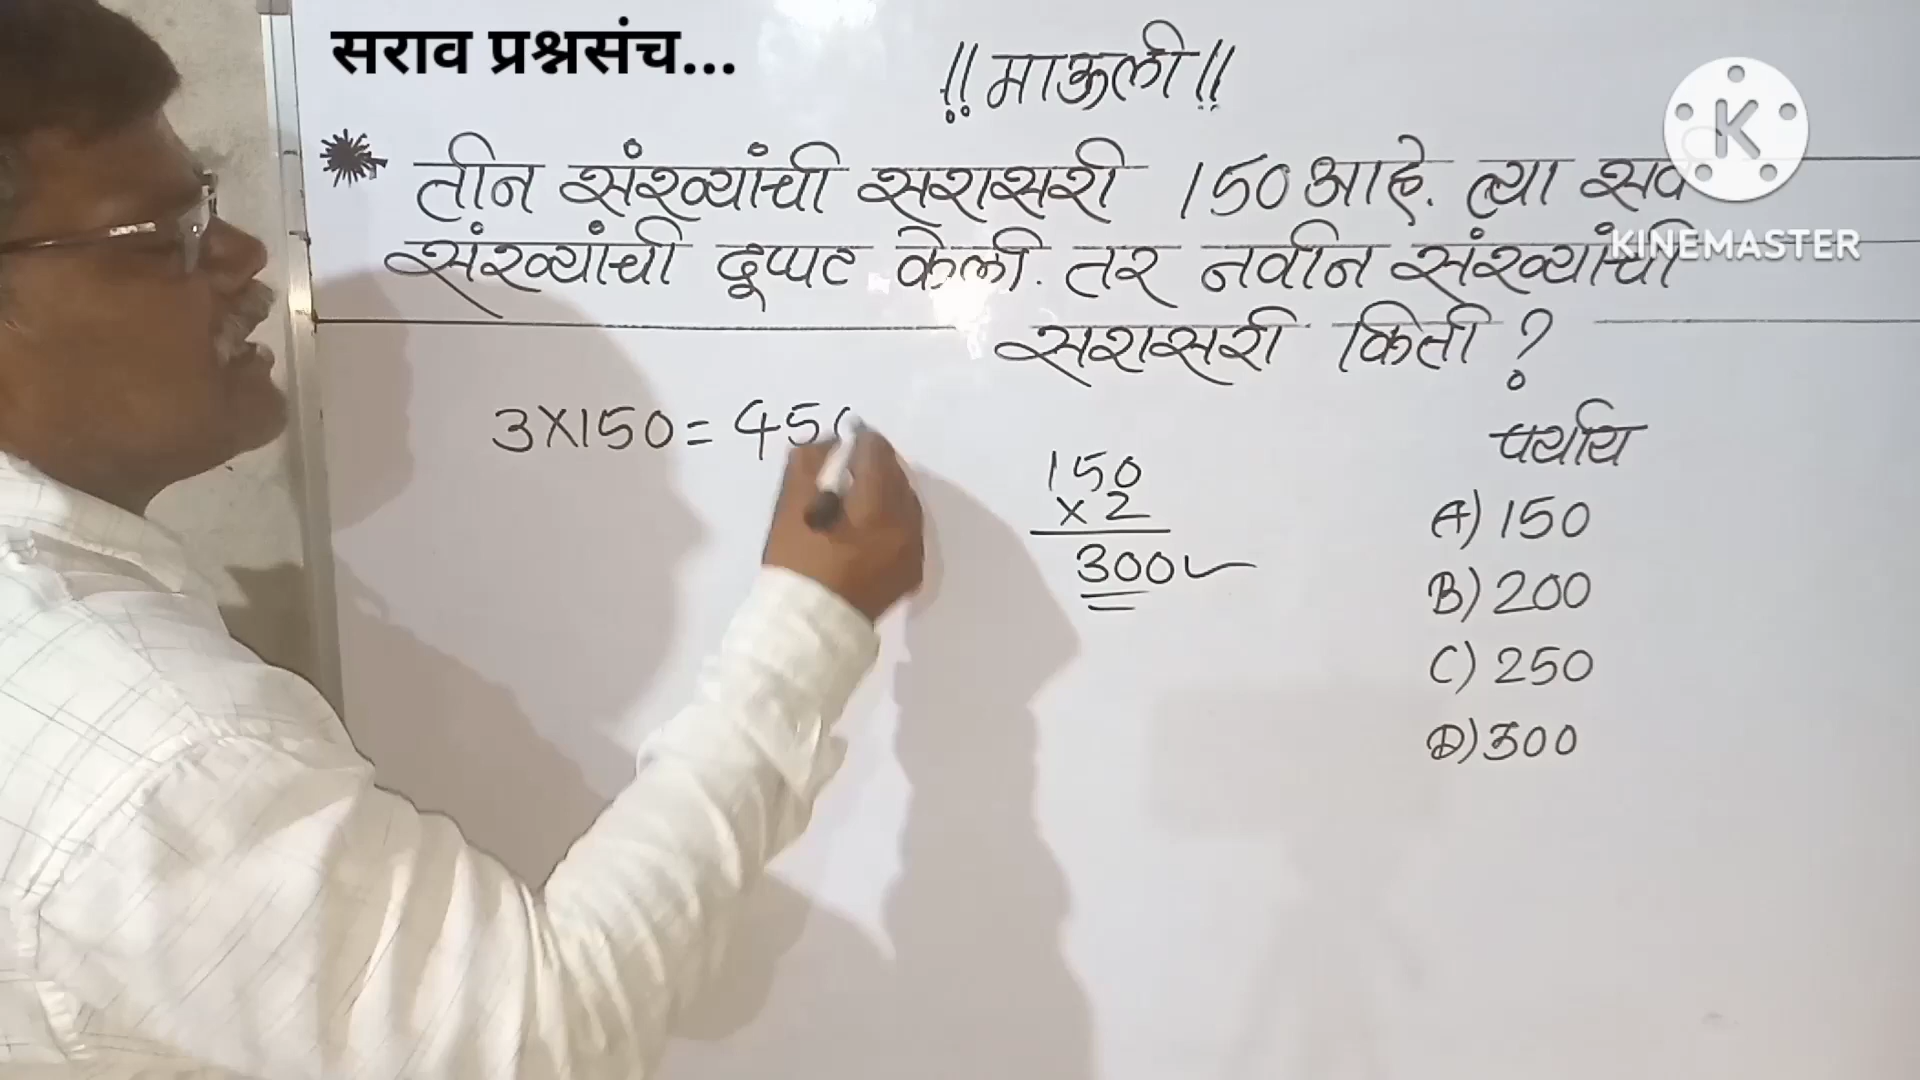 सराव प्रश्नसंच...
!! माऊली !!
K
KINEMASTER
* तीन संख्यांची सरासरी 150 आहे. त्या सर्व
संख्यांची दूप्पट केली. तर नवीन संख्यांची
सरासरी किती ?
3×150 = 450
150
× 2
300
पर्याय
A) 150
B) 200
C) 250
D) 300